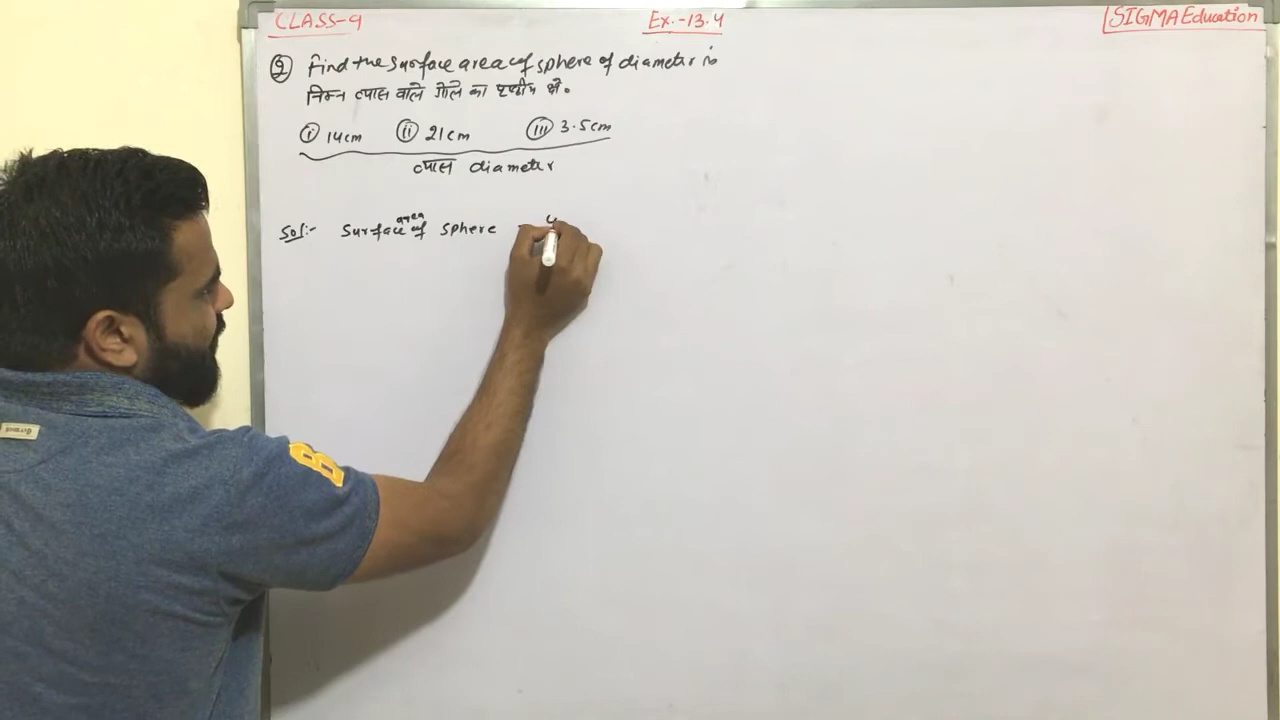 CLASS-9 Ex.-13.4 SIGMA Education
Q Find the surface area of sphere of diameter is
निम्न व्यास वाले गोले का पृष्ठीय क्षे०
(i) 14cm (ii) 21cm (iii) 3.5cm
व्यास diameter
Sol:- Surface area of sphere = 4